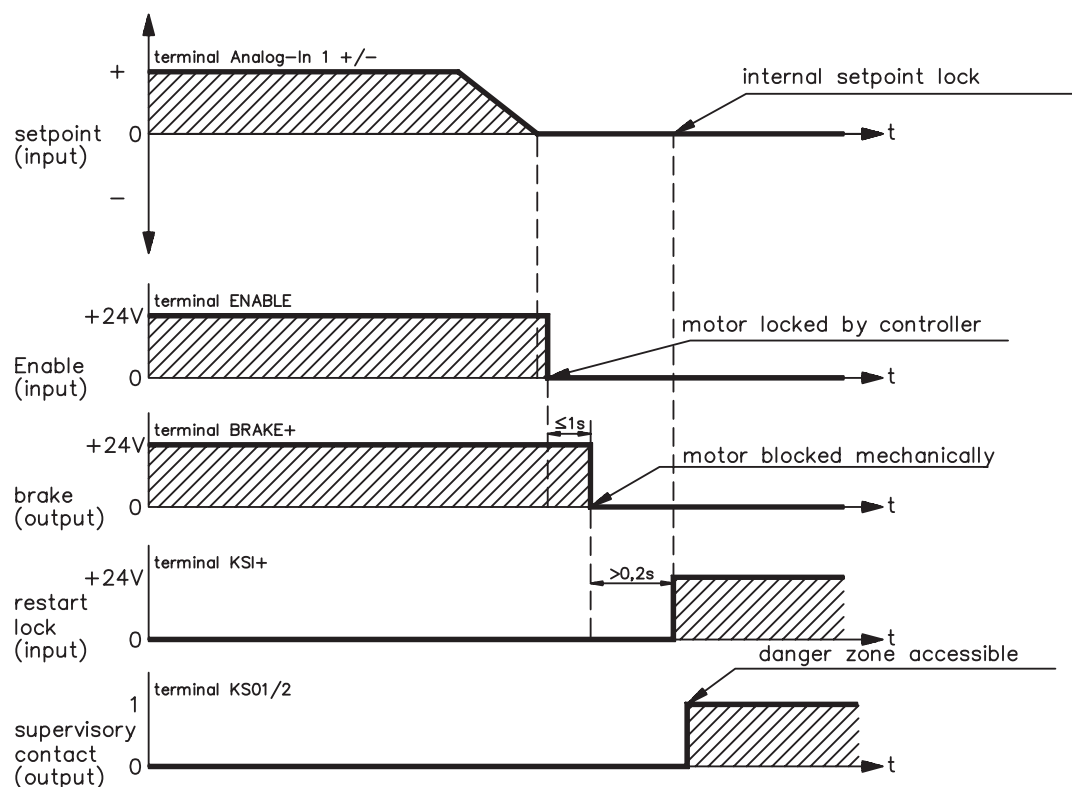 terminal Analog-In 1 +/-
+
internal setpoint lock
setpoint
(input)
0
t
-
terminal ENABLE
+24V
motor locked by controller
Enable
(input)
0
t
terminal BRAKE+
≤1s
+24V
motor blocked mechanically
brake
(output)
0
t
terminal KSI+
+24V
>0,2s
restart
lock
(input)
0
t
danger zone accessible
terminal KS01/2
1
supervisory
contact
(output)
0
t